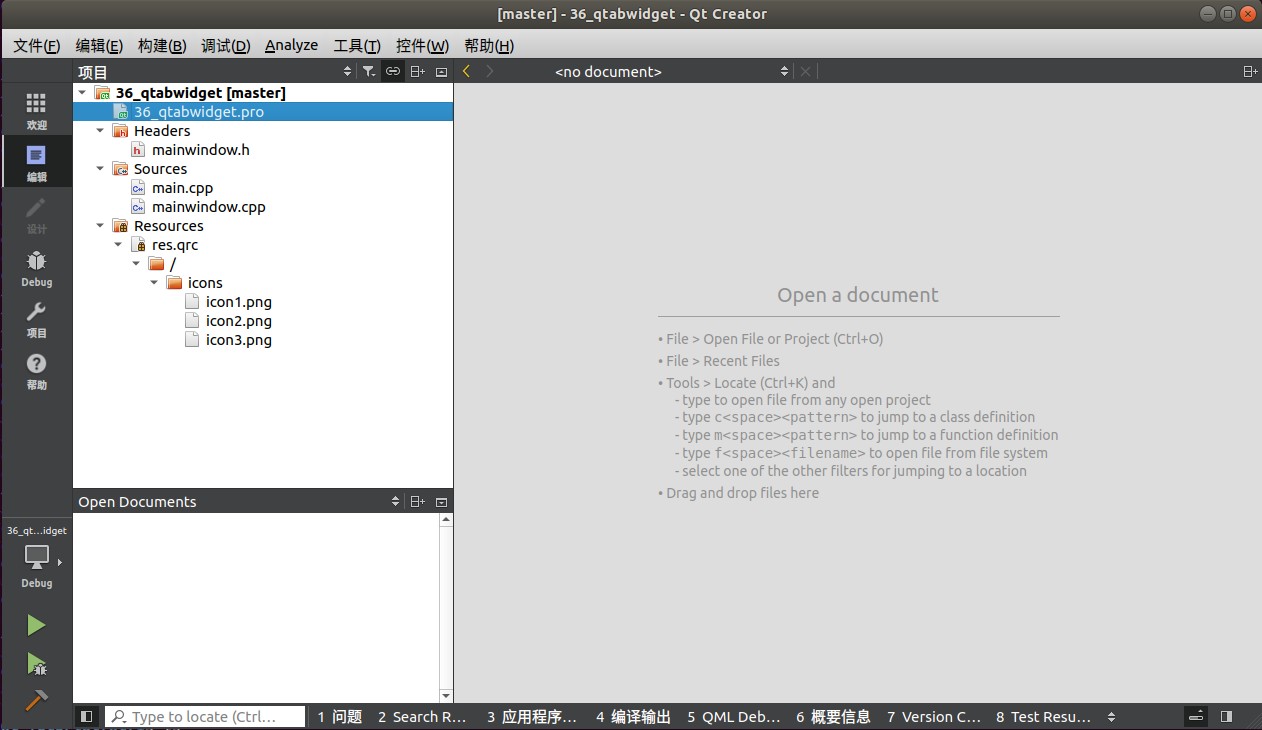 [master] - 36_qtabwidget - Qt Creator
文件(F) 编辑(E) 构建(B) 调试(D) Analyze 工具(T) 控件(W) 帮助(H)
项目
<no document>
欢迎
编辑
设计
Debug
项目
帮助
36_qtabwidget [master]
36_qtabwidget.pro
Headers
mainwindow.h
Sources
main.cpp
mainwindow.cpp
Resources
res.qrc
/
icons
icon1.png
icon2.png
icon3.png
Open a document
• File > Open File or Project (Ctrl+O)
• File > Recent Files
• Tools > Locate (Ctrl+K) and
- type to open file from any open project
- type c<space><pattern> to jump to a class definition
- type m<space><pattern> to jump to a function definition
- type f<space><filename> to open file from file system
- select one of the other filters for jumping to a location
• Drag and drop files here
Open Documents
36_qt...idget
Debug
Type to locate (Ctrl... 1 问题 2 Search R... 3 应用程序... 4 编译输出 5 QML Deb... 6 概要信息 7 Version C... 8 Test Resu...